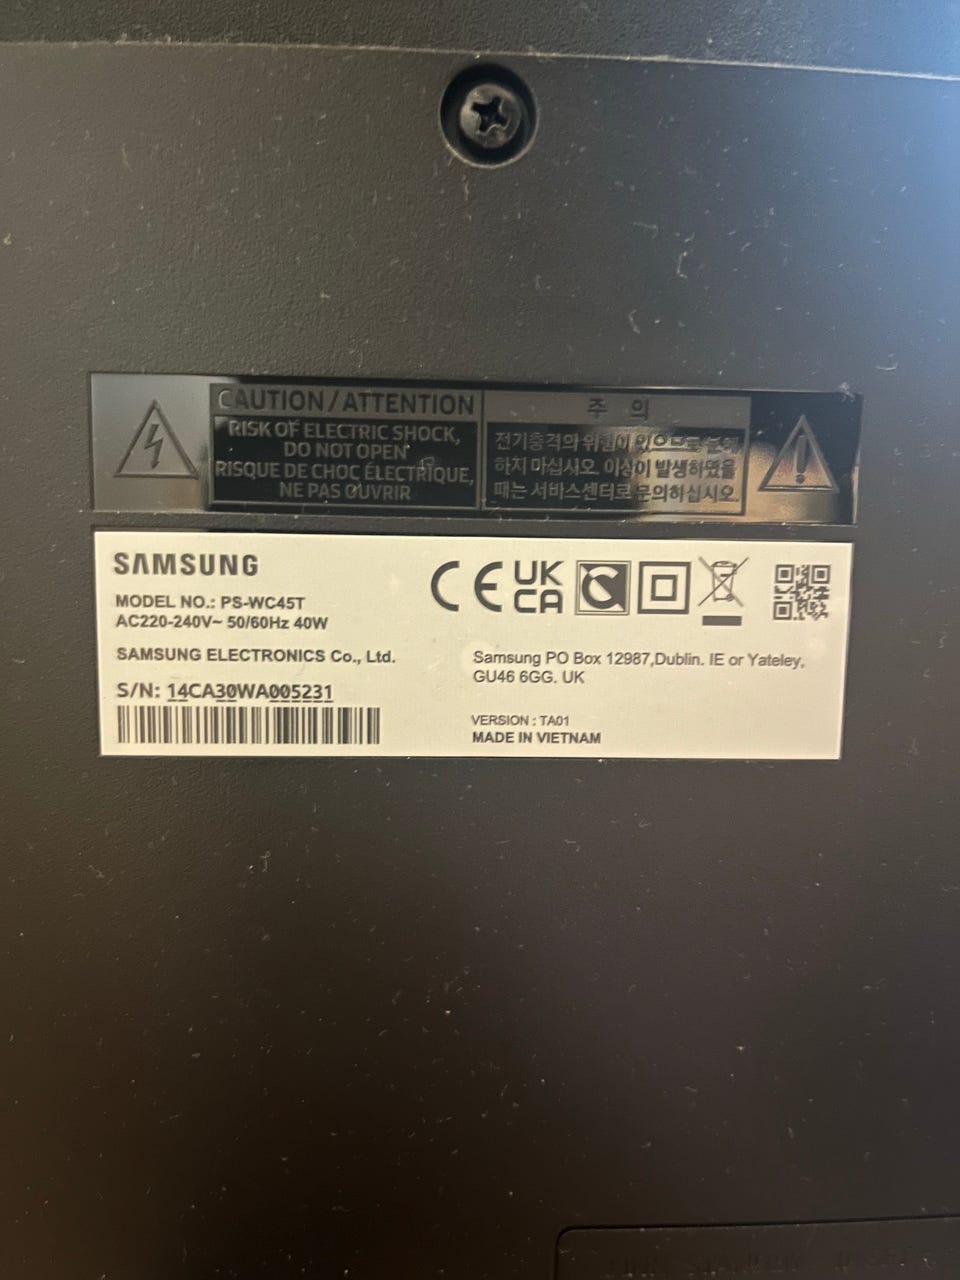 CAUTION / ATTENTION
RISK OF ELECTRIC SHOCK,
DO NOT OPEN
RISQUE DE CHOC ÉLECTRIQUE,
NE PAS OUVRIR
주 의
전기충격의 위험이 있으므로 분해
하지 마십시오. 이상이 발생하였을
때는 서비스센터로 문의하십시오.
SAMSUNG
MODEL NO.: PS-WC45T
AC220-240V~ 50/60Hz 40W
SAMSUNG ELECTRONICS Co., Ltd.
S/N: 14CA30WA005231
CE UK
CA
Samsung PO Box 12987,Dublin. IE or Yateley,
GU46 6GG. UK
VERSION : TA01
MADE IN VIETNAM